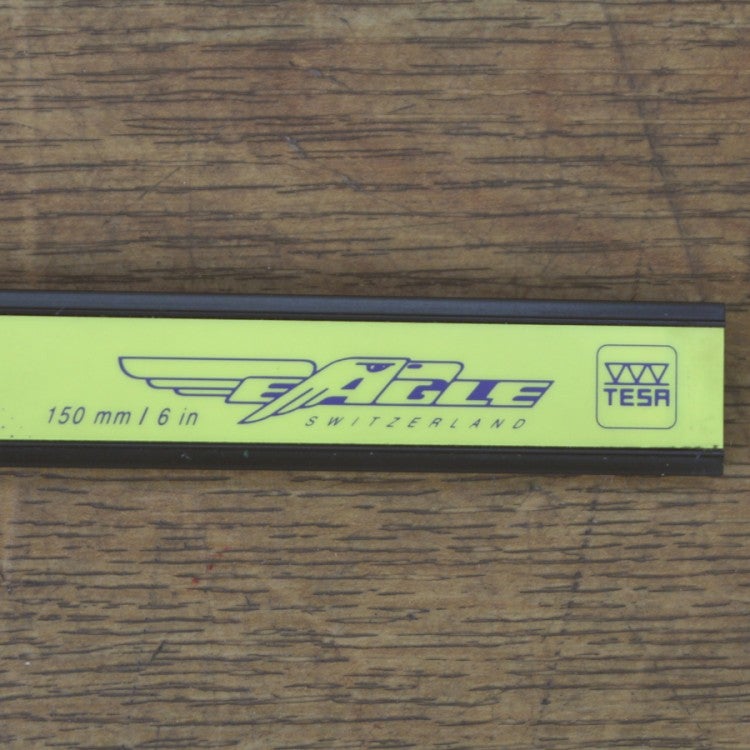 EAGLE
SWITZERLAND
150 mm / 6 in
TESA